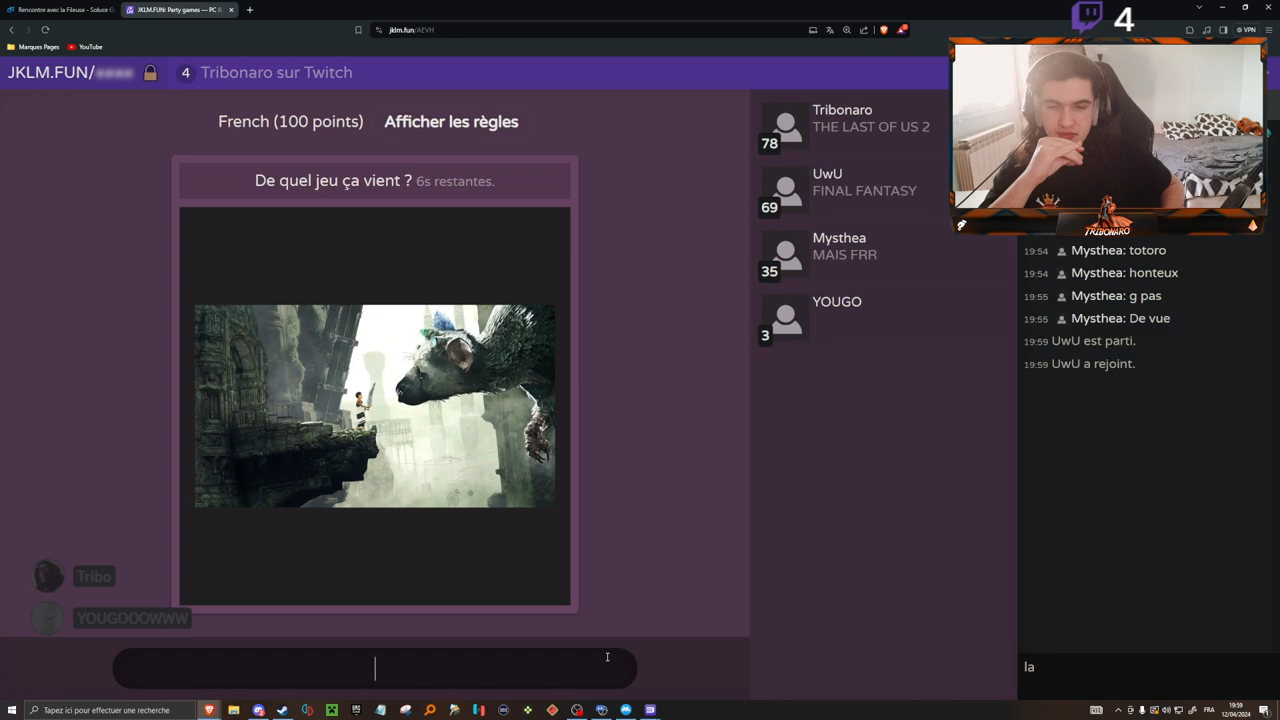 Rencontre avec la Fileuse — Soluce G
JKLM.FUN: Party games — PC &
4
jklm.fun/AEVH
VPN
Marques Pages
YouTube
JKLM.FUN/
4
Tribonaro sur Twitch
French (100 points)
Afficher les règles
De quel jeu ça vient ? 6s restantes.
Tribonaro
THE LAST OF US 2
78
UwU
FINAL FANTASY
69
Mysthea
MAIS FRR
35
YOUGO
3
TRIBONARO
19:54 Mysthea: totoro
19:54 Mysthea: honteux
19:55 Mysthea: g pas
19:55 Mysthea: De vue
19:59 UwU est parti.
19:59 UwU a rejoint.
Tribo
YOUGOOOWWW
la
Tapez ici pour effectuer une recherche
FRA
19:59
12/04/2024